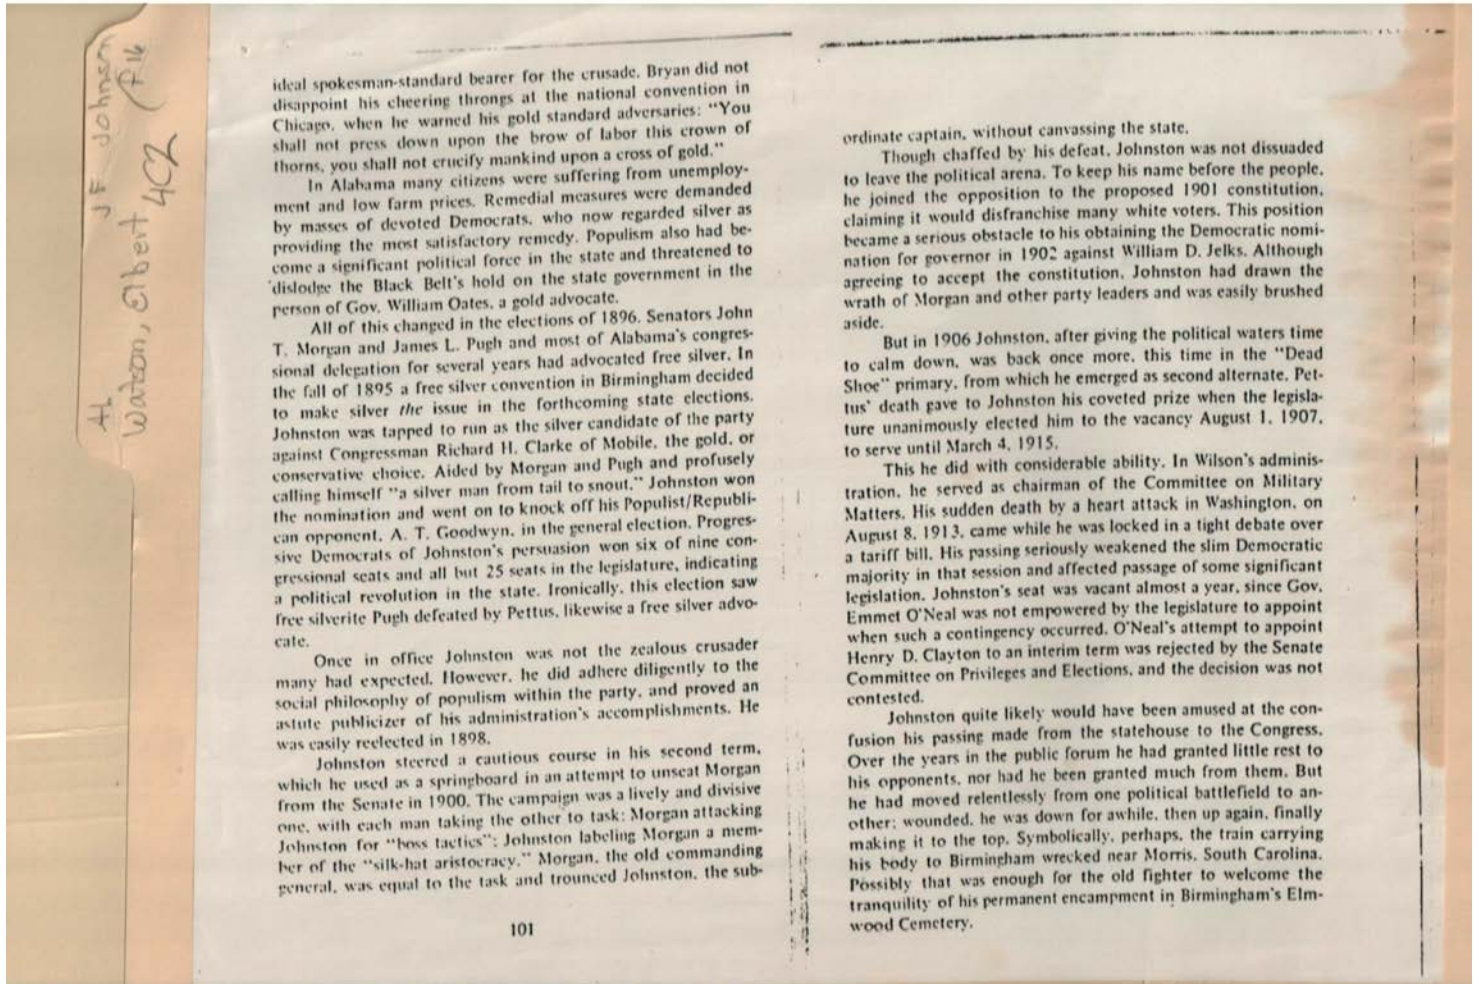 AL JF Johnson
Watson, Elbert 4C2 P16
ideal spokesman-standard bearer for the crusade. Bryan did not
disappoint his cheering throngs at the national convention in
Chicago, when he warned his gold standard adversaries: "You
shall not press down upon the brow of labor this crown of
thorns, you shall not crucify mankind upon a cross of gold."
In Alabama many citizens were suffering from unemploy-
ment and low farm prices. Remedial measures were demanded
by masses of devoted Democrats, who now regarded silver as
providing the most satisfactory remedy. Populism also had be-
come a significant political force in the state and threatened to
dislodge the Black Belt's hold on the state government in the
person of Gov. William Oates, a gold advocate.
All of this changed in the elections of 1896. Senators John
T. Morgan and James L. Pugh and most of Alabama's congres-
sional delegation for several years had advocated free silver. In
the fall of 1895 a free silver convention in Birmingham decided
to make silver the issue in the forthcoming state elections.
Johnston was tapped to run as the silver candidate of the party
against Congressman Richard H. Clarke of Mobile, the gold, or
conservative choice. Aided by Morgan and Pugh and profusely
calling himself "a silver man from tail to snout," Johnston won
the nomination and went on to knock off his Populist/Republi-
can opponent, A. T. Goodwyn, in the general election. Progres-
sive Democrats of Johnston's persuasion won six of nine con-
gressional seats and all but 25 seats in the legislature, indicating
a political revolution in the state. Ironically, this election saw
free silverite Pugh defeated by Pettus, likewise a free silver advo-
cate.
Once in office Johnston was not the zealous crusader
many had expected. However, he did adhere diligently to the
social philosophy of populism within the party, and proved an
astute publicizer of his administration's accomplishments. He
was easily reelected in 1898.
Johnston steered a cautious course in his second term,
which he used as a springboard in an attempt to unseat Morgan
from the Senate in 1900. The campaign was a lively and divisive
one, with each man taking the other to task: Morgan attacking
Johnston for "boss tactics"; Johnston labeling Morgan a mem-
ber of the "silk-hat aristocracy." Morgan, the old commanding
general, was equal to the task and trounced Johnston, the sub-
101
ordinate captain, without canvassing the state.
Though chaffed by his defeat, Johnston was not dissuaded
to leave the political arena. To keep his name before the people,
he joined the opposition to the proposed 1901 constitution,
claiming it would disfranchise many white voters. This position
became a serious obstacle to his obtaining the Democratic nomi-
nation for governor in 1902 against William D. Jelks. Although
agreeing to accept the constitution, Johnston had drawn the
wrath of Morgan and other party leaders and was easily brushed
aside.
But in 1906 Johnston, after giving the political waters time
to calm down, was back once more, this time in the "Dead
Shoe" primary, from which he emerged as second alternate. Pet-
tus' death gave to Johnston his coveted prize when the legisla-
ture unanimously elected him to the vacancy August 1, 1907,
to serve until March 4, 1915.
This he did with considerable ability. In Wilson's adminis-
tration, he served as chairman of the Committee on Military
Matters. His sudden death by a heart attack in Washington, on
August 8, 1913, came while he was locked in a tight debate over
a tariff bill. His passing seriously weakened the slim Democratic
majority in that session and affected passage of some significant
legislation. Johnston's seat was vacant almost a year, since Gov.
Emmet O'Neal was not empowered by the legislature to appoint
when such a contingency occurred. O'Neal's attempt to appoint
Henry D. Clayton to an interim term was rejected by the Senate
Committee on Privileges and Elections, and the decision was not
contested.
Johnston quite likely would have been amused at the con-
fusion his passing made from the statehouse to the Congress.
Over the years in the public forum he had granted little rest to
his opponents, nor had he been granted much from them. But
he had moved relentlessly from one political battlefield to an-
other; wounded, he was down for awhile, then up again, finally
making it to the top. Symbolically, perhaps, the train carrying
his body to Birmingham wrecked near Morris, South Carolina.
Possibly that was enough for the old fighter to welcome the
tranquility of his permanent encampment in Birmingham's Elm-
wood Cemetery.